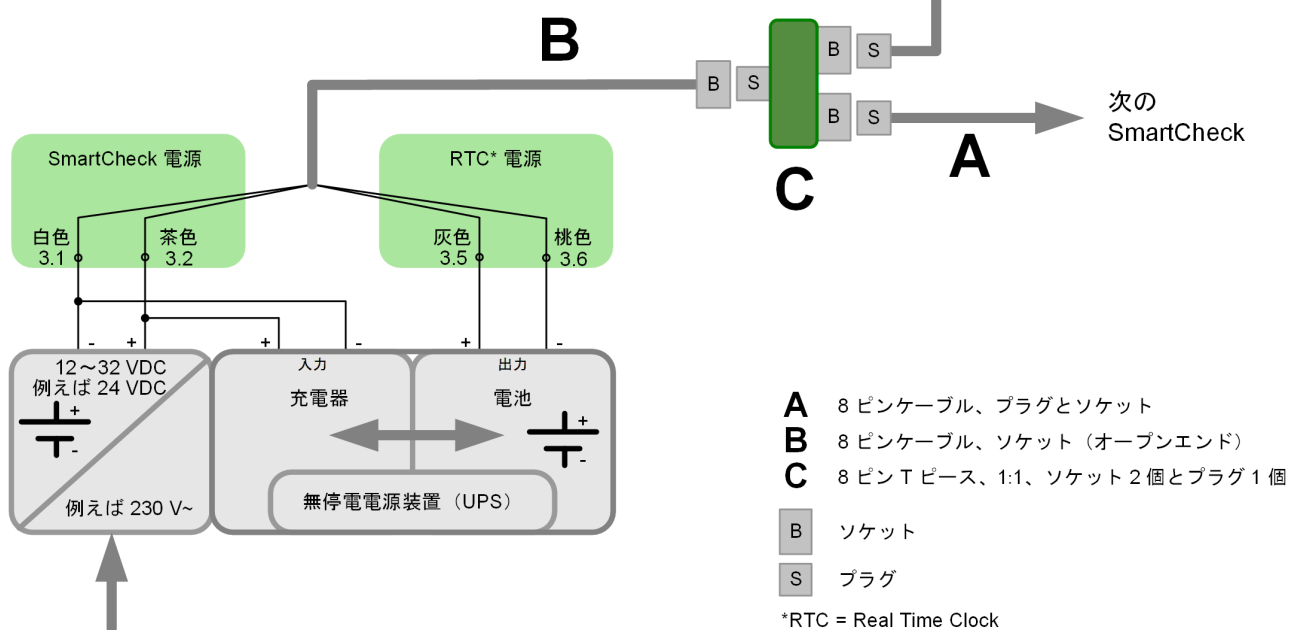 B
B
S
B
S
B
S
次の
SmartCheck
A
C
SmartCheck 電源
RTC* 電源
白色
3.1
茶色
3.2
灰色
3.5
桃色
3.6
- +
+ -
+ -
12～32 VDC
例えば 24 VDC
+
-
例えば 230 V~
入力
充電器
出力
電池
+
-
無停電電源装置（UPS）
A 8 ピンケーブル、プラグとソケット
B 8 ピンケーブル、ソケット（オープンエンド）
C 8 ピン T ピース、1:1、ソケット 2 個とプラグ 1 個
B ソケット
S プラグ
*RTC = Real Time Clock